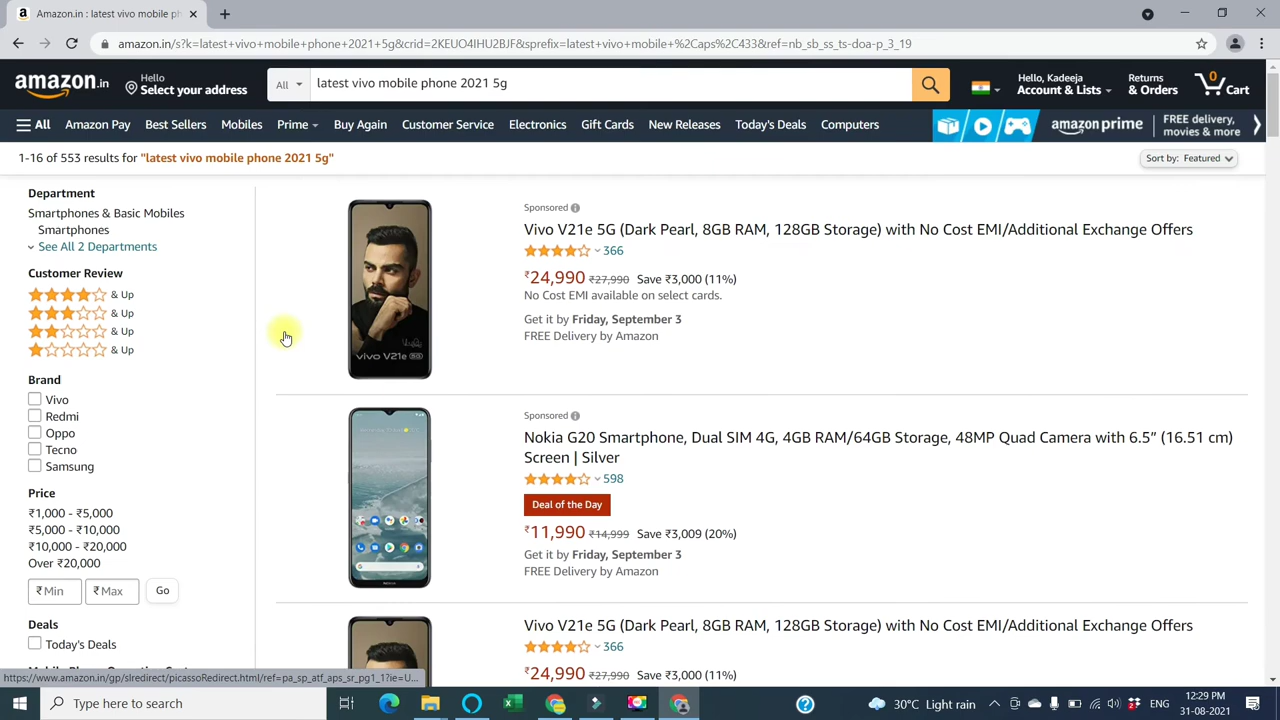 Amazon.in : latest vivo mobile ph
amazon.in/s?k=latest+vivo+mobile+phone+2021+5g&crid=2KEUO4IHU2BJF&sprefix=latest+vivo+mobile+%2Caps%2C433&ref=nb_sb_ss_ts-doa-p_3_19
amazon.in
Hello
Select your address
All
latest vivo mobile phone 2021 5g
Hello, Kadeeja
Account & Lists
Returns
& Orders
0
Cart
All
Amazon Pay
Best Sellers
Mobiles
Prime
Buy Again
Customer Service
Electronics
Gift Cards
New Releases
Today's Deals
Computers
amazon prime
FREE delivery,
movies & more
1-16 of 553 results for "latest vivo mobile phone 2021 5g"
Sort by: Featured
Department
Smartphones & Basic Mobiles
Smartphones
See All 2 Departments
Customer Review
& Up
& Up
& Up
& Up
Brand
Vivo
Redmi
Oppo
Tecno
Samsung
Price
₹1,000 - ₹5,000
₹5,000 - ₹10,000
₹10,000 - ₹20,000
Over ₹20,000
₹ Min
₹ Max
Go
Deals
Today's Deals
vivo V21e 5G
Sponsored
Vivo V21e 5G (Dark Pearl, 8GB RAM, 128GB Storage) with No Cost EMI/Additional Exchange Offers
366
₹24,990 ₹27,990 Save ₹3,000 (11%)
No Cost EMI available on select cards.
Get it by Friday, September 3
FREE Delivery by Amazon
NOKIA
Sponsored
Nokia G20 Smartphone, Dual SIM 4G, 4GB RAM/64GB Storage, 48MP Quad Camera with 6.5” (16.51 cm)
Screen | Silver
598
Deal of the Day
₹11,990 ₹14,999 Save ₹3,009 (20%)
Get it by Friday, September 3
FREE Delivery by Amazon
Vivo V21e 5G (Dark Pearl, 8GB RAM, 128GB Storage) with No Cost EMI/Additional Exchange Offers
366
₹24,990 ₹27,990 Save ₹3,000 (11%)
https://www.amazon.in/gp/slredirect/picassoRedirect.html/ref=pa_sp_atf_aps_sr_pg1_1?ie=U...
Type here to search
30°C Light rain
ENG
12:29 PM
31-08-2021